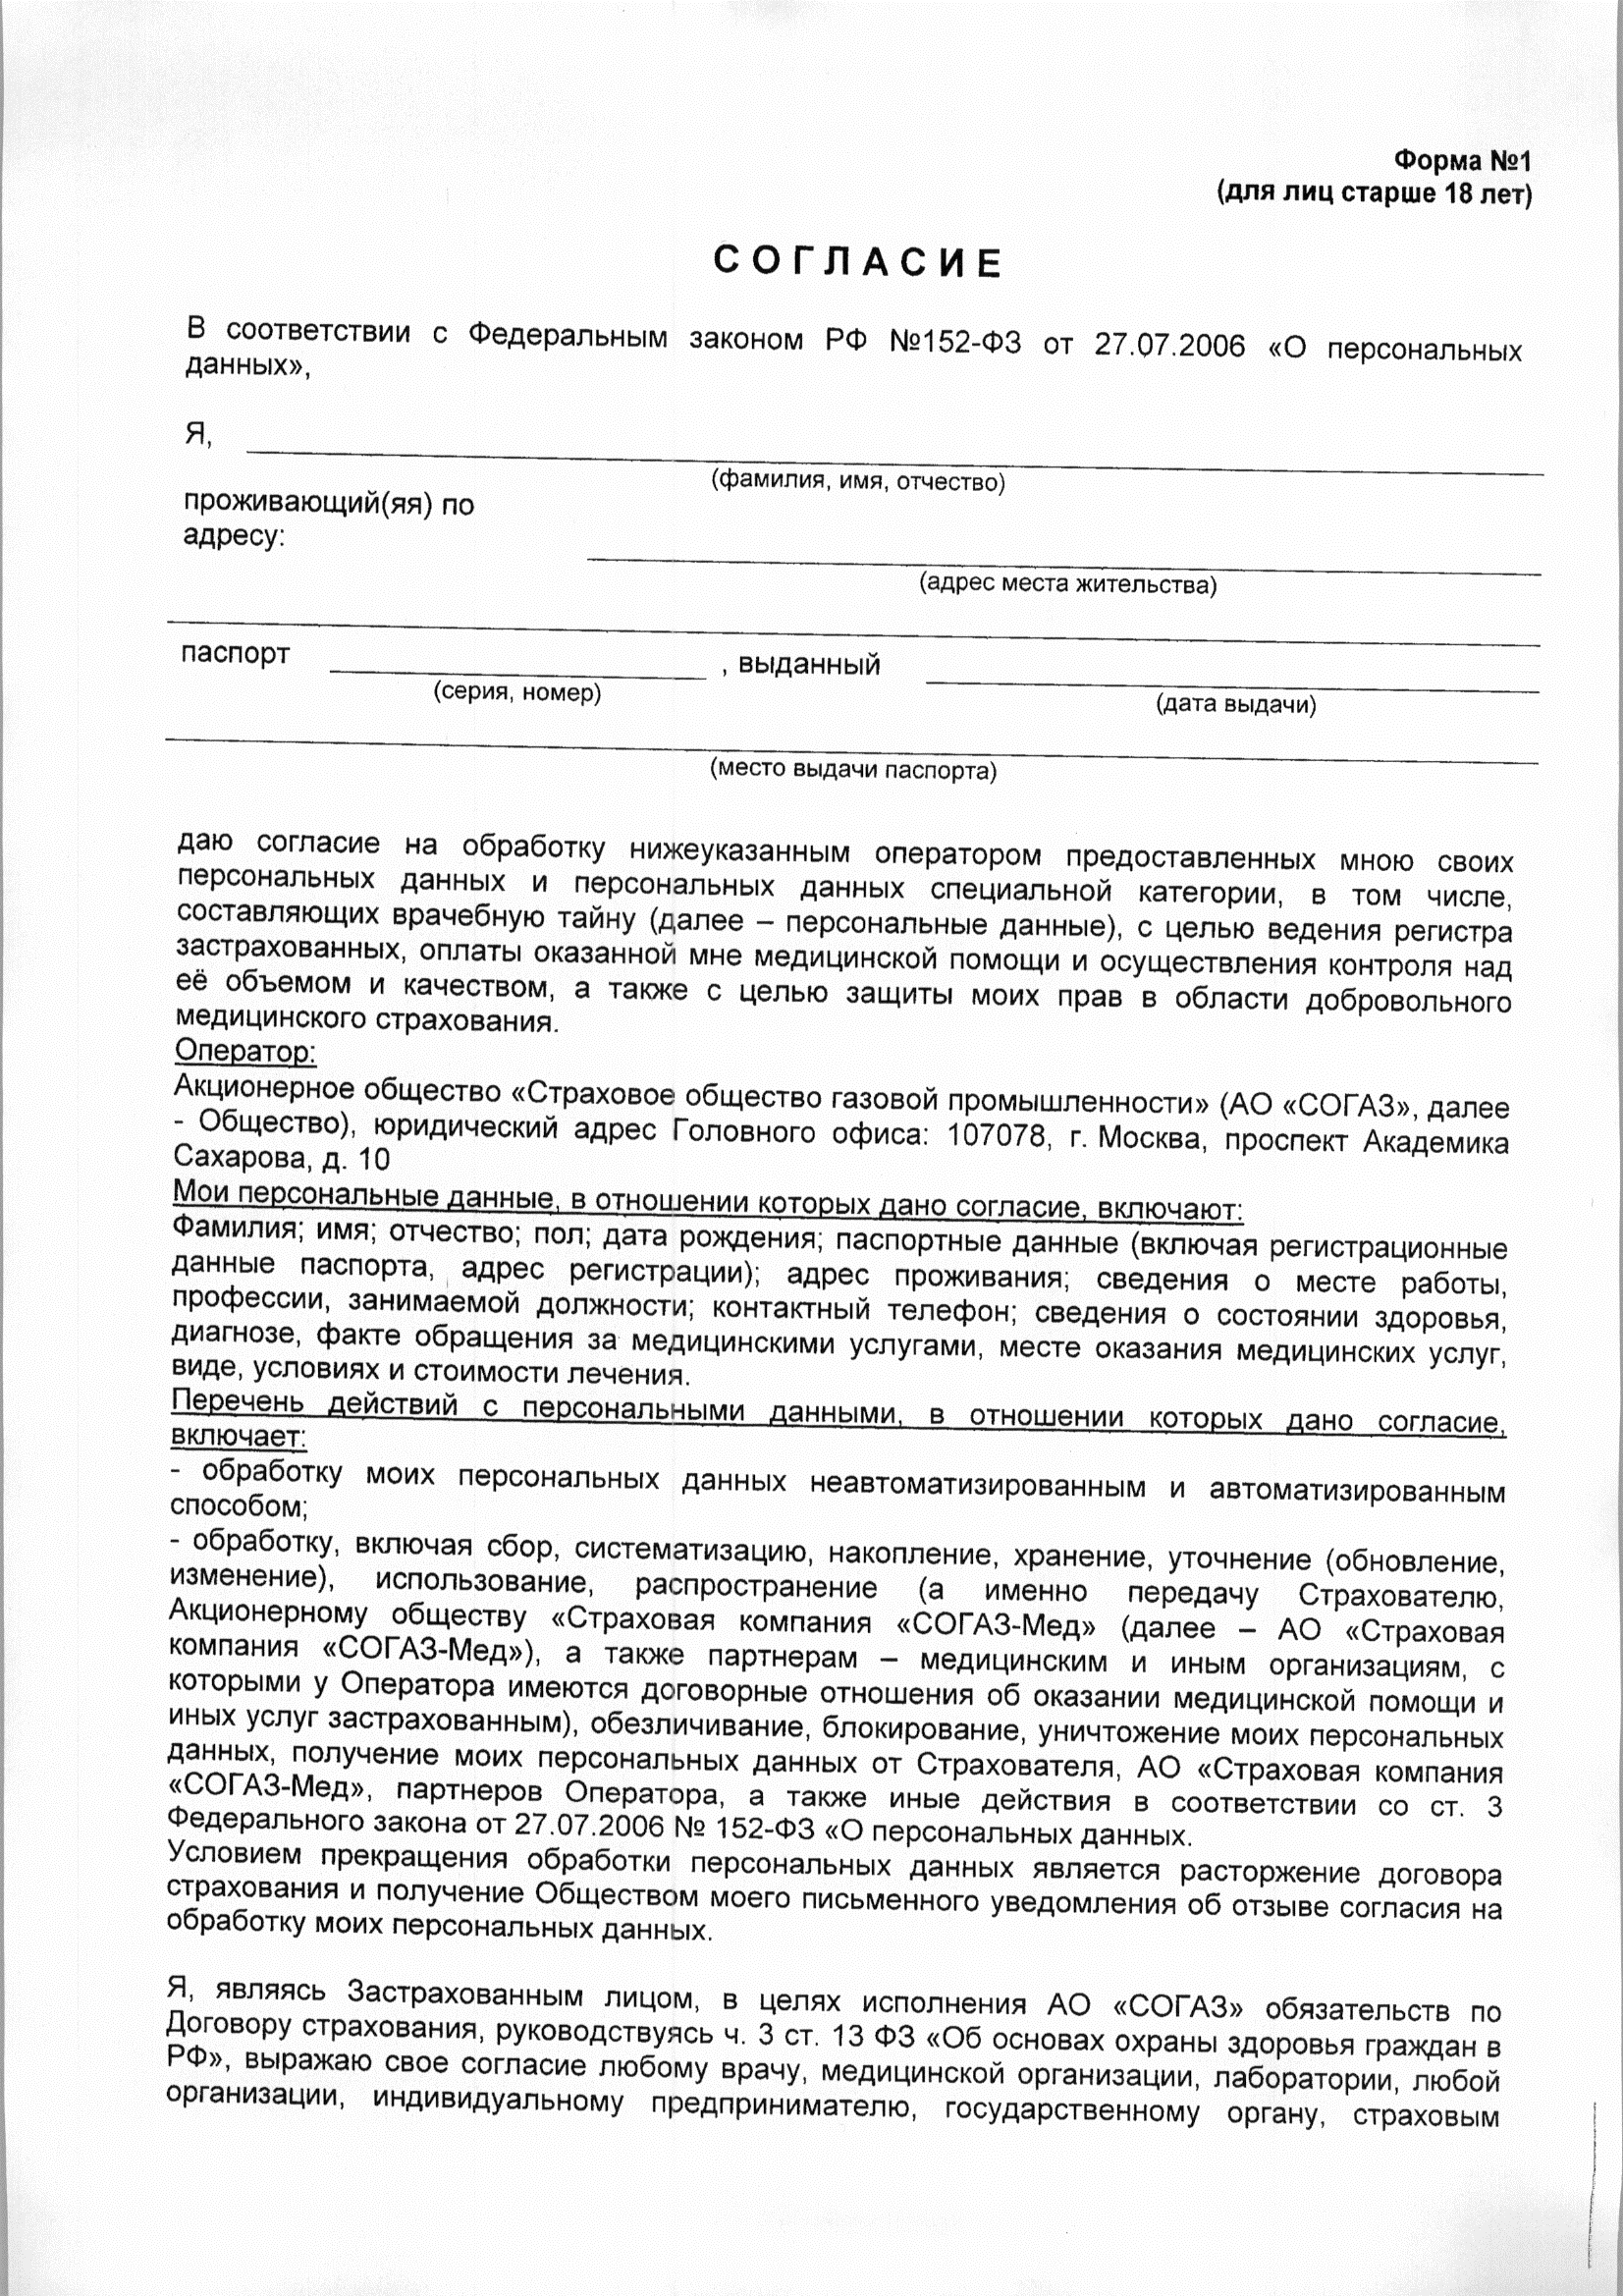 Форма №1
(для лиц старше 18 лет)
СОГЛАСИЕ
В соответствии с Федеральным законом РФ №152-ФЗ от 27.07.2006 «О персональных
данных»,
Я,
(фамилия, имя, отчество)
проживающий(яя) по
адресу:
(адрес места жительства)
паспорт , выданный
(серия, номер) (дата выдачи)
(место выдачи паспорта)
даю согласие на обработку нижеуказанным оператором предоставленных мною своих
персональных данных и персональных данных специальной категории, в том числе,
составляющих врачебную тайну (далее – персональные данные), с целью ведения регистра
застрахованных, оплаты оказанной мне медицинской помощи и осуществления контроля над
её объемом и качеством, а также с целью защиты моих прав в области добровольного
медицинского страхования.
Оператор:
Акционерное общество «Страховое общество газовой промышленности» (АО «СОГАЗ», далее
- Общество), юридический адрес Головного офиса: 107078, г. Москва, проспект Академика
Сахарова, д. 10
Мои персональные данные, в отношении которых дано согласие, включают:
Фамилия; имя; отчество; пол; дата рождения; паспортные данные (включая регистрационные
данные паспорта, адрес регистрации); адрес проживания; сведения о месте работы,
профессии, занимаемой должности; контактный телефон; сведения о состоянии здоровья,
диагнозе, факте обращения за медицинскими услугами, месте оказания медицинских услуг,
виде, условиях и стоимости лечения.
Перечень действий с персональными данными, в отношении которых дано согласие,
включает:
- обработку моих персональных данных неавтоматизированным и автоматизированным
способом;
- обработку, включая сбор, систематизацию, накопление, хранение, уточнение (обновление,
изменение), использование, распространение (а именно передачу Страхователю,
Акционерному обществу «Страховая компания «СОГАЗ-Мед» (далее – АО «Страховая
компания «СОГАЗ-Мед»), а также партнерам – медицинским и иным организациям, с
которыми у Оператора имеются договорные отношения об оказании медицинской помощи и
иных услуг застрахованным), обезличивание, блокирование, уничтожение моих персональных
данных, получение моих персональных данных от Страхователя, АО «Страховая компания
«СОГАЗ-Мед», партнеров Оператора, а также иные действия в соответствии со ст. 3
Федерального закона от 27.07.2006 № 152-ФЗ «О персональных данных.
Условием прекращения обработки персональных данных является расторжение договора
страхования и получение Обществом моего письменного уведомления об отзыве согласия на
обработку моих персональных данных.
Я, являясь Застрахованным лицом, в целях исполнения АО «СОГАЗ» обязательств по
Договору страхования, руководствуясь ч. 3 ст. 13 ФЗ «Об основах охраны здоровья граждан в
РФ», выражаю свое согласие любому врачу, медицинской организации, лаборатории, любой
организации, индивидуальному предпринимателю, государственному органу, страховым